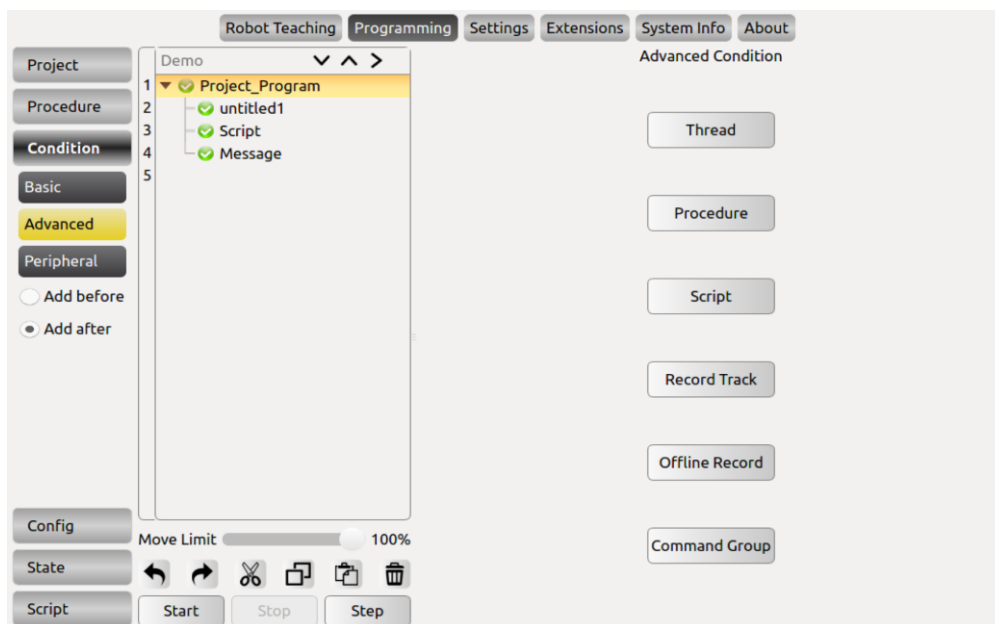 Robot Teaching Programming Settings Extensions System Info About
Project
Procedure
Condition
Basic
Advanced
Peripheral
Add before
Add after
Config
State
Script
Demo
1 Project_Program
2 untitled1
3 Script
4 Message
5
Move Limit 100%
Start Stop Step
Advanced Condition
Thread
Procedure
Script
Record Track
Offline Record
Command Group